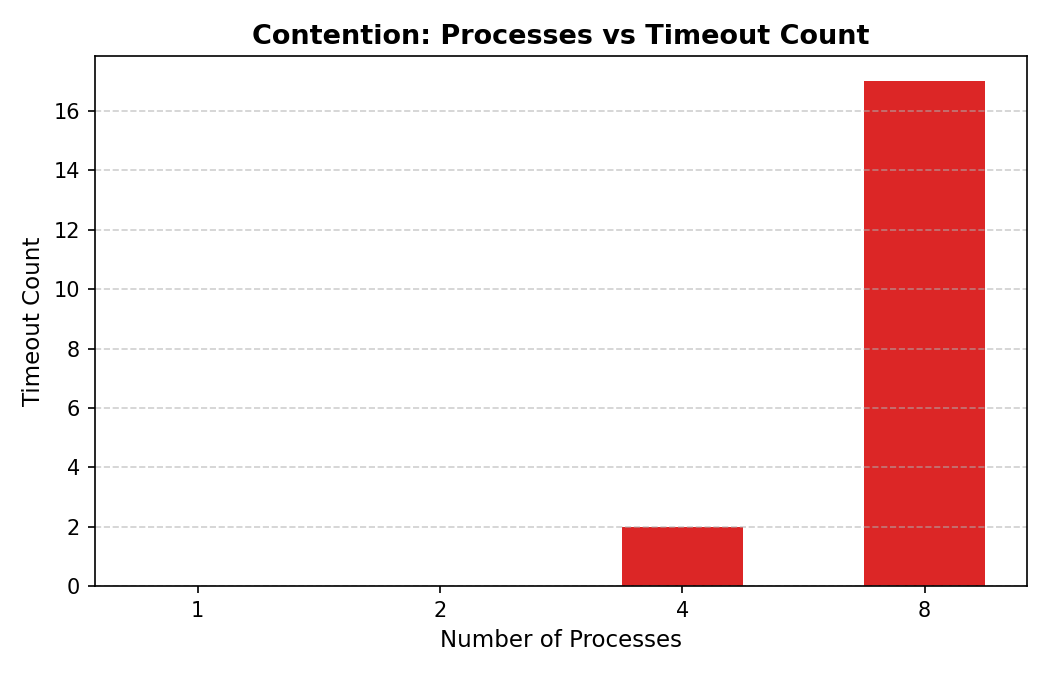 Contention: Processes vs Timeout Count
Timeout Count
16
14
12
10
8
6
4
2
0
1 2 4 8
Number of Processes